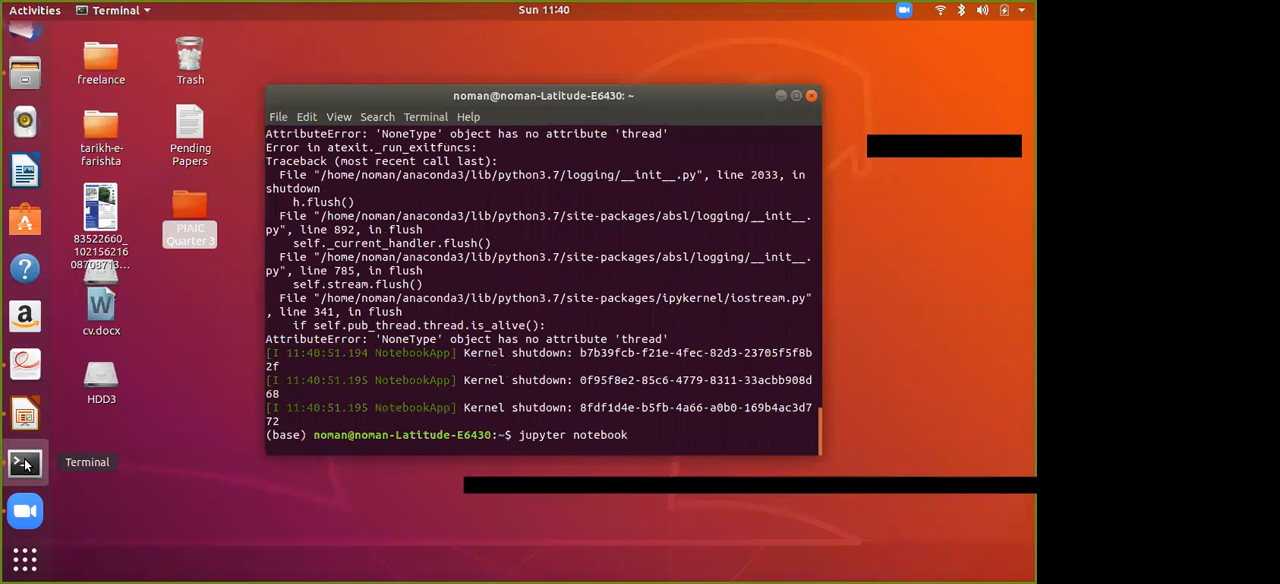 Activities
Terminal
Sun 11:40
freelance
Trash
tarikh-e-
farishta
Pending
Papers
83522660_
102156216
08708713...
PIAIC
Quarter 3
W
cv.docx
HDD3
Terminal
noman@noman-Latitude-E6430: ~
File Edit View Search Terminal Help
AttributeError: 'NoneType' object has no attribute 'thread'
Error in atexit._run_exitfuncs:
Traceback (most recent call last):
File "/home/noman/anaconda3/lib/python3.7/logging/__init__.py", line 2033, in
shutdown
h.flush()
File "/home/noman/anaconda3/lib/python3.7/site-packages/absl/logging/__init__.
py", line 892, in flush
self._current_handler.flush()
File "/home/noman/anaconda3/lib/python3.7/site-packages/absl/logging/__init__.
py", line 785, in flush
self.stream.flush()
File "/home/noman/anaconda3/lib/python3.7/site-packages/ipykernel/iostream.py"
, line 341, in flush
if self.pub_thread.thread.is_alive():
AttributeError: 'NoneType' object has no attribute 'thread'
[I 11:40:51.194 NotebookApp] Kernel shutdown: b7b39fcb-f21e-4fec-82d3-23705f5f8b
2f
[I 11:40:51.195 NotebookApp] Kernel shutdown: 0f95f8e2-85c6-4779-8311-33acbb908d
68
[I 11:40:51.195 NotebookApp] Kernel shutdown: 8fdf1d4e-b5fb-4a66-a0b0-169b4ac3d7
72
(base) noman@noman-Latitude-E6430:~$ jupyter notebook